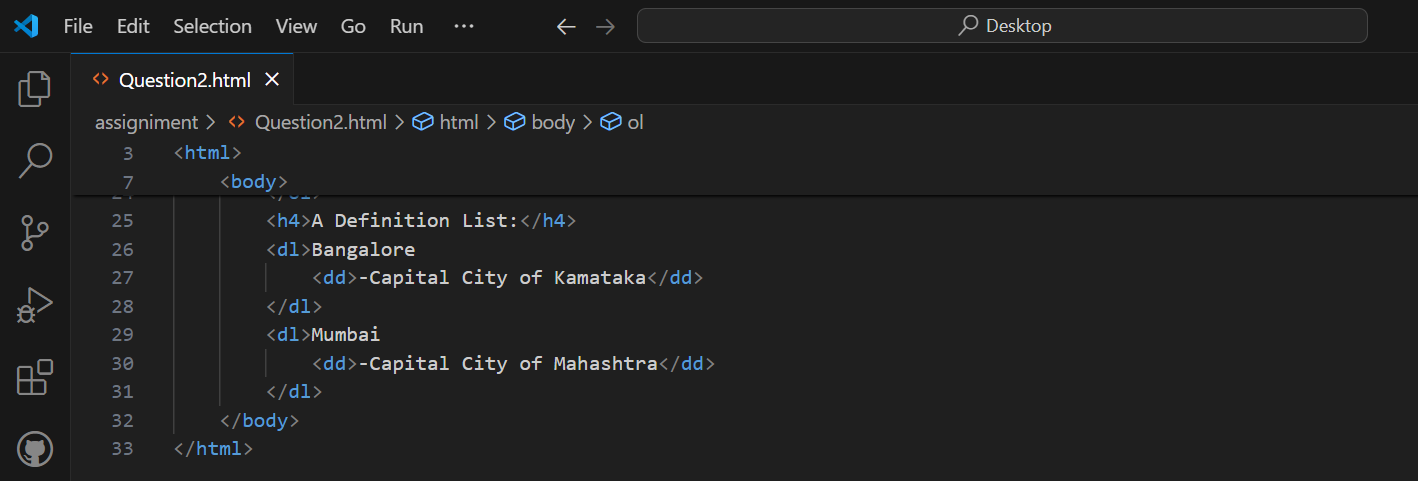 File Edit Selection View Go Run ··· ← → Desktop
Question2.html ×
assigniment > Question2.html > html > body > ol
3 <html>
7 <body>
25 <h4>A Definition List:</h4>
26 <dl>Bangalore
27 <dd>-Capital City of Kamataka</dd>
28 </dl>
29 <dl>Mumbai
30 <dd>-Capital City of Mahashtra</dd>
31 </dl>
32 </body>
33 </html>